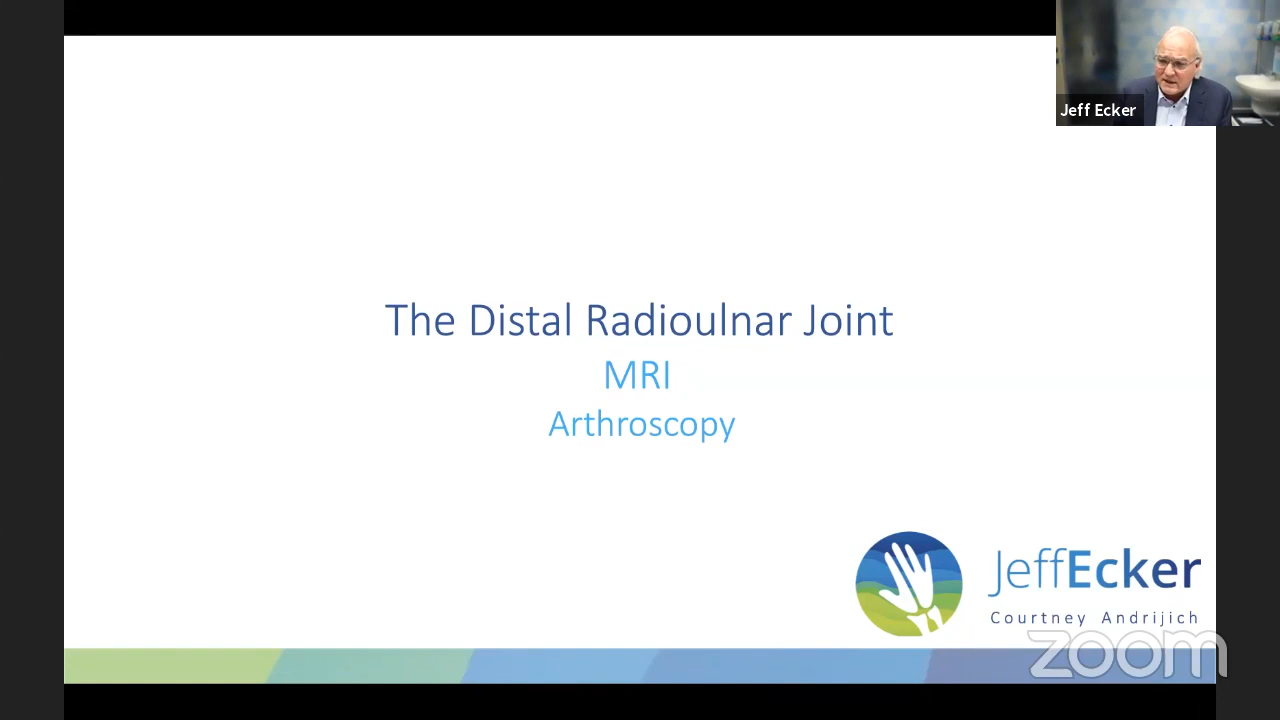 Jeff Ecker
The Distal Radioulnar Joint
MRI
Arthroscopy
JeffEcker
Courtney Andrijich
zoom